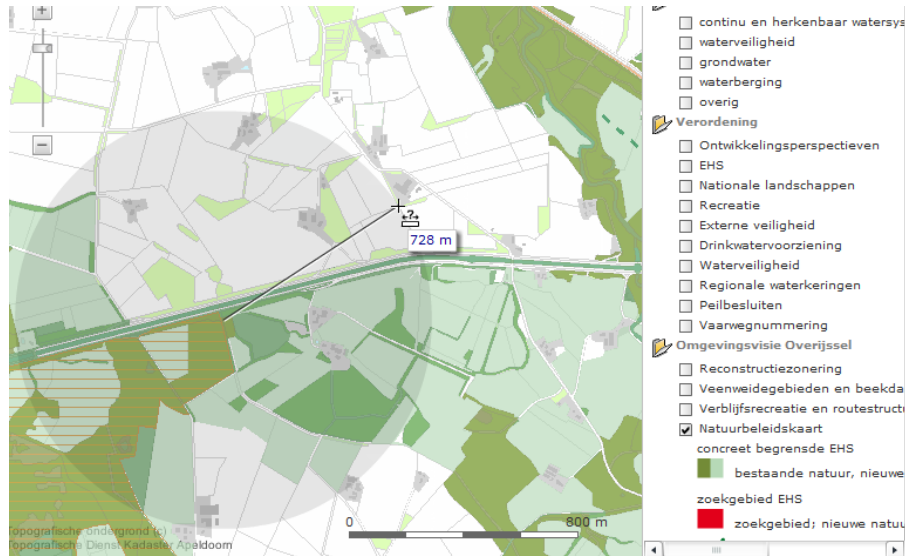 728 m
0
800 m
Topografische ondergrond (c)
Topografische Dienst Kadaster Apeldoorn
continu en herkenbaar watersys
waterveiligheid
grondwater
waterberging
overig
Verordening
Ontwikkelingsperspectieven
EHS
Nationale landschappen
Recreatie
Externe veiligheid
Drinkwatervoorziening
Waterveiligheid
Regionale waterkeringen
Peilbesluiten
Vaarwegnummering
Omgevingsvisie Overijssel
Reconstructiezonering
Veenweidegebieden en beekda
Verblijfsrecreatie en routestructu
Natuurbeleidskaart
concreet begrensde EHS
bestaande natuur, nieuwe
zoekgebied EHS
zoekgebied; nieuwe natuu